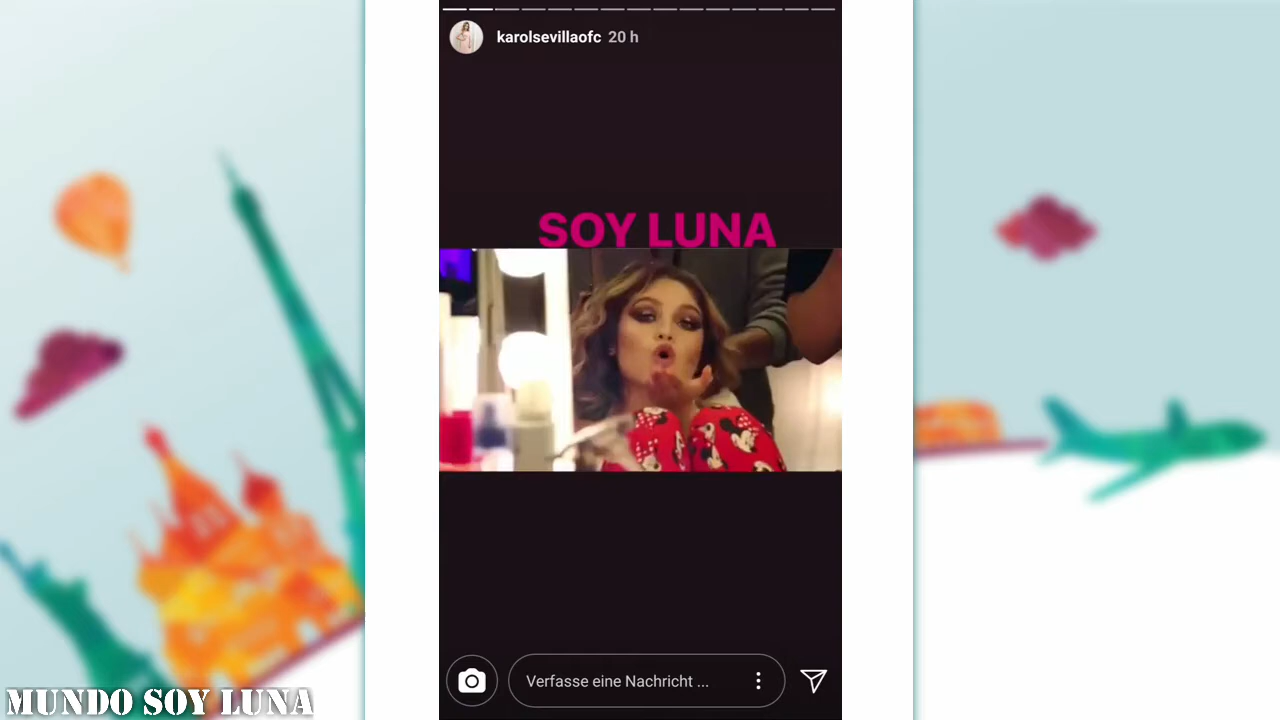 karolsevillaofc 20 h
SOY LUNA
Verfasse eine Nachricht ...
MUNDO SOY LUNA